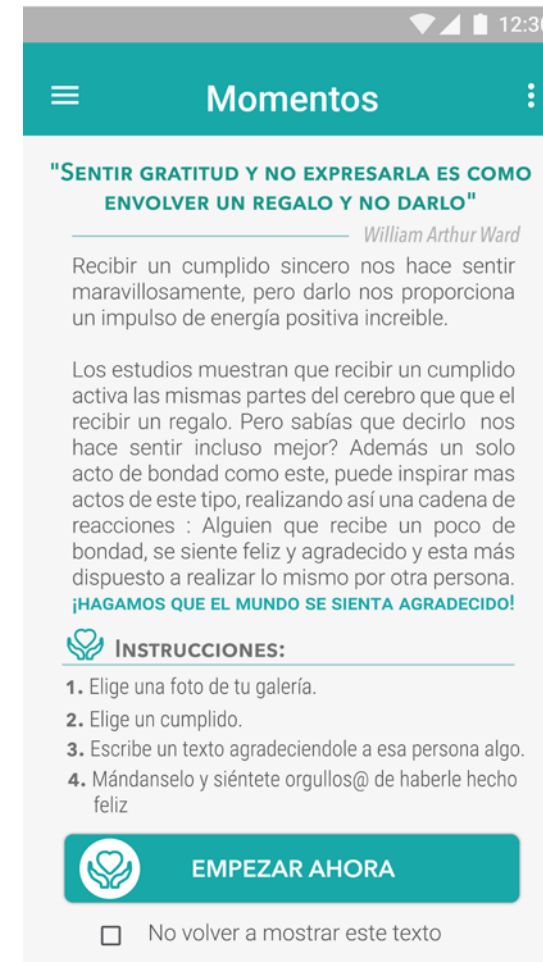 12:30
Momentos
"SENTIR GRATITUD Y NO EXPRESARLA ES COMO
ENVOLVER UN REGALO Y NO DARLO"
William Arthur Ward
Recibir un cumplido sincero nos hace sentir
maravillosamente, pero darlo nos proporciona
un impulso de energía positiva increible.
Los estudios muestran que recibir un cumplido
activa las mismas partes del cerebro que que el
recibir un regalo. Pero sabías que decirlo nos
hace sentir incluso mejor? Además un solo
acto de bondad como este, puede inspirar mas
actos de este tipo, realizando así una cadena de
reacciones : Alguien que recibe un poco de
bondad, se siente feliz y agradecido y esta más
dispuesto a realizar lo mismo por otra persona.
¡HAGAMOS QUE EL MUNDO SE SIENTA AGRADECIDO!
INSTRUCCIONES:
1. Elige una foto de tu galería.
2. Elige un cumplido.
3. Escribe un texto agradeciendole a esa persona algo.
4. Mándanselo y siéntete orgullos@ de haberle hecho
feliz
EMPEZAR AHORA
No volver a mostrar este texto